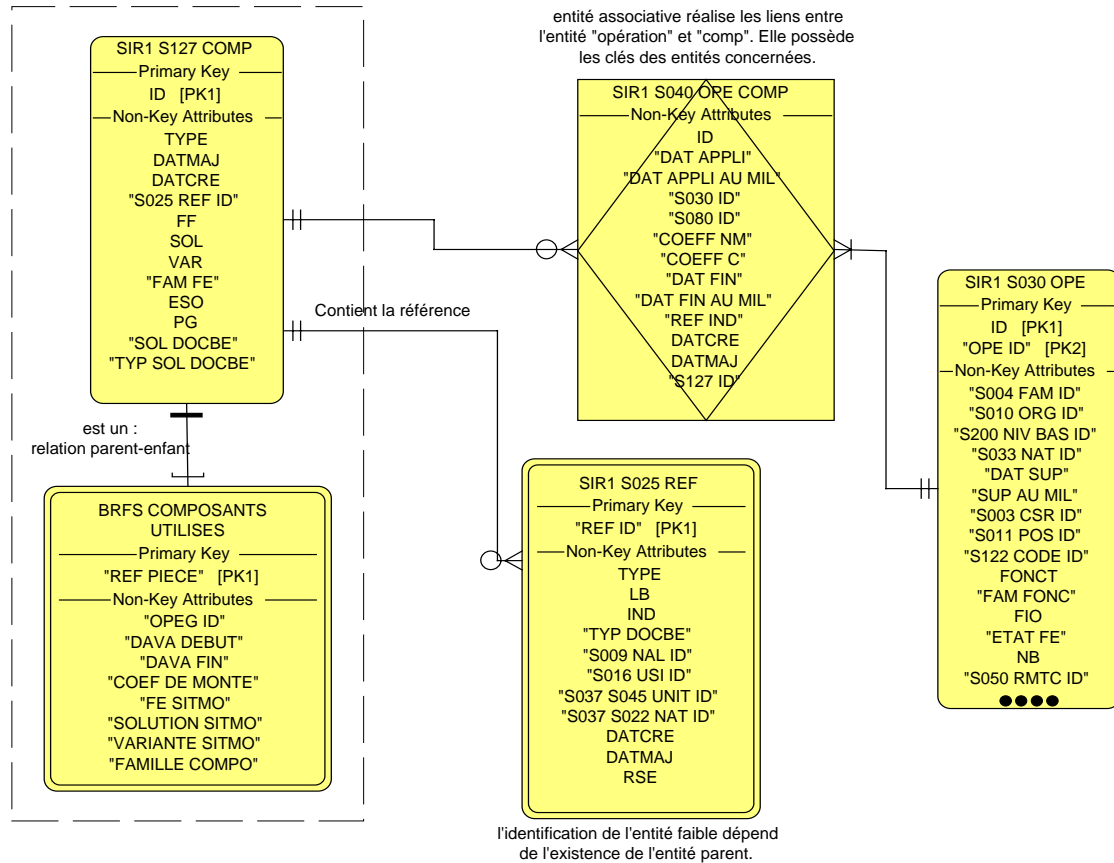 entité associative réalise les liens entre
l'entité "opération" et "comp". Elle possède
les clés des entités concernées.
SIR1 S127 COMP
Primary Key
ID [PK1]
Non-Key Attributes
TYPE
DATMAJ
DATCRE
"S025 REF ID"
FF
SOL
VAR
"FAM FE"
ESO
PG
"SOL DOCBE"
"TYP SOL DOCBE"
SIR1 S040 OPE COMP
Non-Key Attributes
ID
"DAT APPLI"
"DAT APPLI AU MIL"
"S030 ID"
"S080 ID"
"COEFF NM"
"COEFF C"
"DAT FIN"
"DAT FIN AU MIL"
"REF IND"
DATCRE
DATMAJ
"S127 ID"
Contient la référence
SIR1 S030 OPE
Primary Key
ID [PK1]
"OPE ID" [PK2]
Non-Key Attributes
"S004 FAM ID"
"S010 ORG ID"
"S200 NIV BAS ID"
"S033 NAT ID"
"DAT SUP"
"SUP AU MIL"
"S003 CSR ID"
"S011 POS ID"
"S122 CODE ID"
FONCT
"FAM FONC"
FIO
"ETAT FE"
NB
"S050 RMTC ID"
est un :
relation parent-enfant
BRFS COMPOSANTS
UTILISES
Primary Key
"REF PIECE" [PK1]
Non-Key Attributes
"OPEG ID"
"DAVA DEBUT"
"DAVA FIN"
"COEF DE MONTE"
"FE SITMO"
"SOLUTION SITMO"
"VARIANTE SITMO"
"FAMILLE COMPO"
SIR1 S025 REF
Primary Key
"REF ID" [PK1]
Non-Key Attributes
TYPE
LB
IND
"TYP DOCBE"
"S009 NAL ID"
"S016 USI ID"
"S037 S045 UNIT ID"
"S037 S022 NAT ID"
DATCRE
DATMAJ
RSE
l'identification de l'entité faible dépend
de l'existence de l'entité parent.